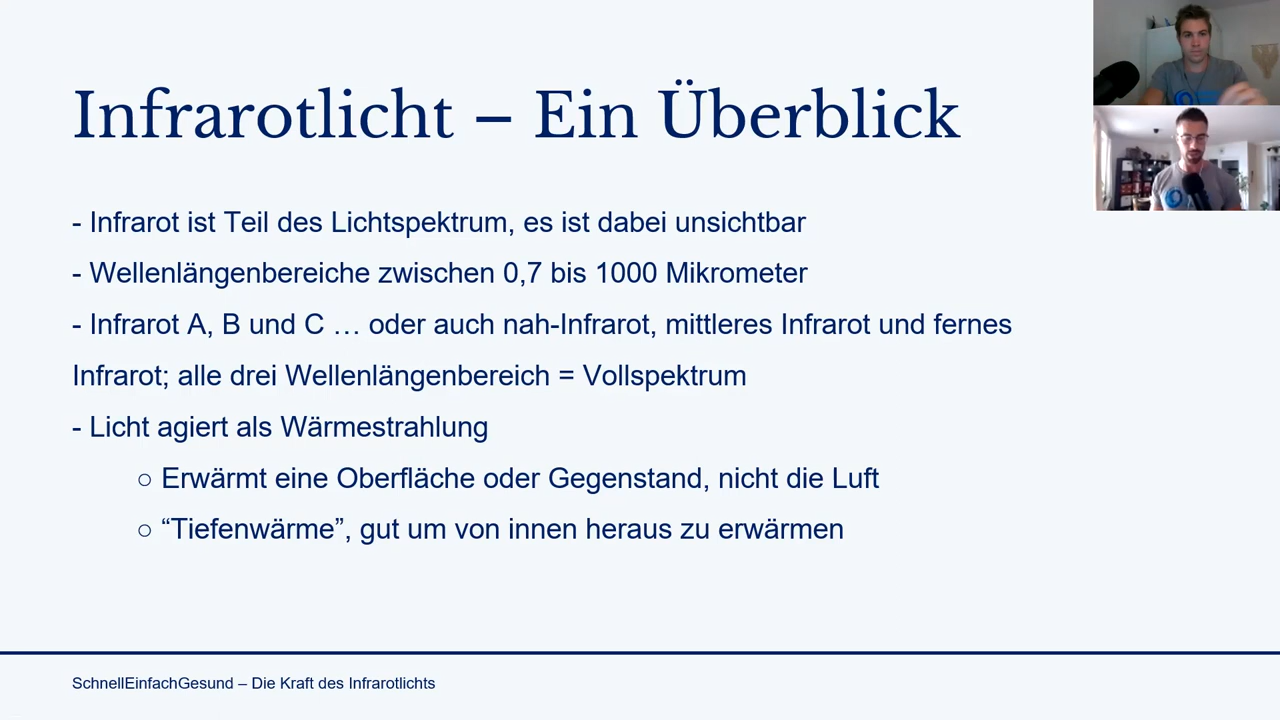 Infrarotlicht – Ein Überblick
- Infrarot ist Teil des Lichtspektrum, es ist dabei unsichtbar
- Wellenlängenbereiche zwischen 0,7 bis 1000 Mikrometer
- Infrarot A, B und C … oder auch nah-Infrarot, mittleres Infrarot und fernes
Infrarot; alle drei Wellenlängenbereich = Vollspektrum
- Licht agiert als Wärmestrahlung
○ Erwärmt eine Oberfläche oder Gegenstand, nicht die Luft
○ “Tiefenwärme”, gut um von innen heraus zu erwärmen
SchnellEinfachGesund – Die Kraft des Infrarotlichts